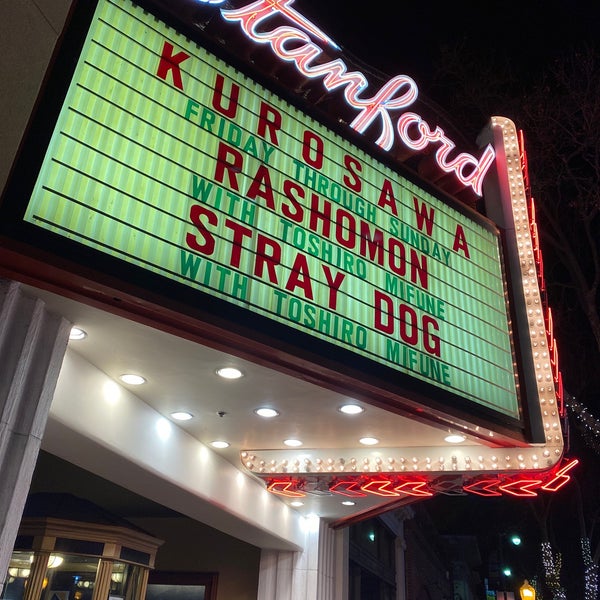 Stanford
KUROSAWA
FRIDAY THROUGH SUNDAY
RASHOMON
WITH TOSHIRO MIFUNE
STRAY DOG
WITH TOSHIRO MIFUNE